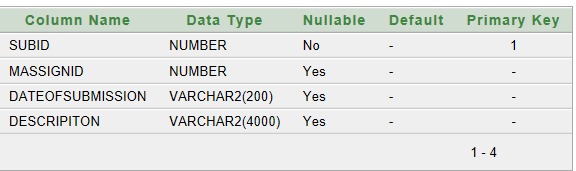 Column Name Data Type Nullable Default Primary Key
SUBID NUMBER No - 1
MASSIGNID NUMBER Yes - -
DATEOFSUBMISSION VARCHAR2(200) Yes - -
DESCRIPITON VARCHAR2(4000) Yes - -
1 - 4